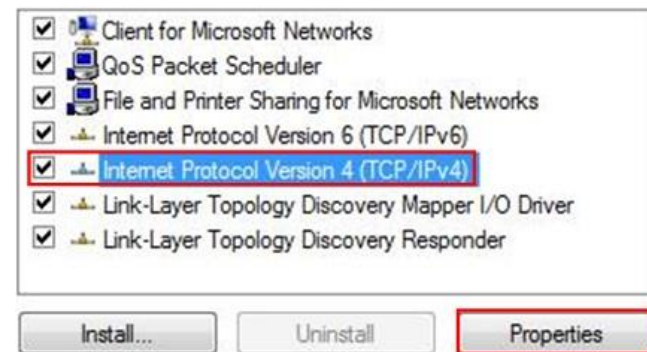 Client for Microsoft Networks
QoS Packet Scheduler
File and Printer Sharing for Microsoft Networks
Internet Protocol Version 6 (TCP/IPv6)
Internet Protocol Version 4 (TCP/IPv4)
Link-Layer Topology Discovery Mapper I/O Driver
Link-Layer Topology Discovery Responder
Install... Uninstall Properties